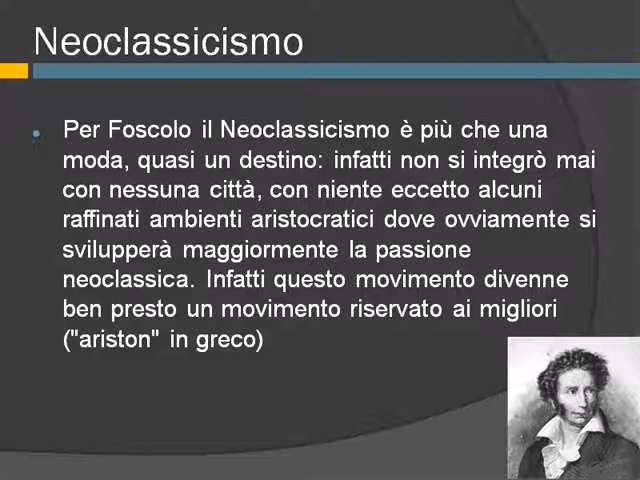 Neoclassicismo
Per Foscolo il Neoclassicismo è più che una
moda, quasi un destino: infatti non si integrò mai
con nessuna città, con niente eccetto alcuni
raffinati ambienti aristocratici dove ovviamente si
svilupperà maggiormente la passione
neoclassica. Infatti questo movimento divenne
ben presto un movimento riservato ai migliori
("ariston" in greco)